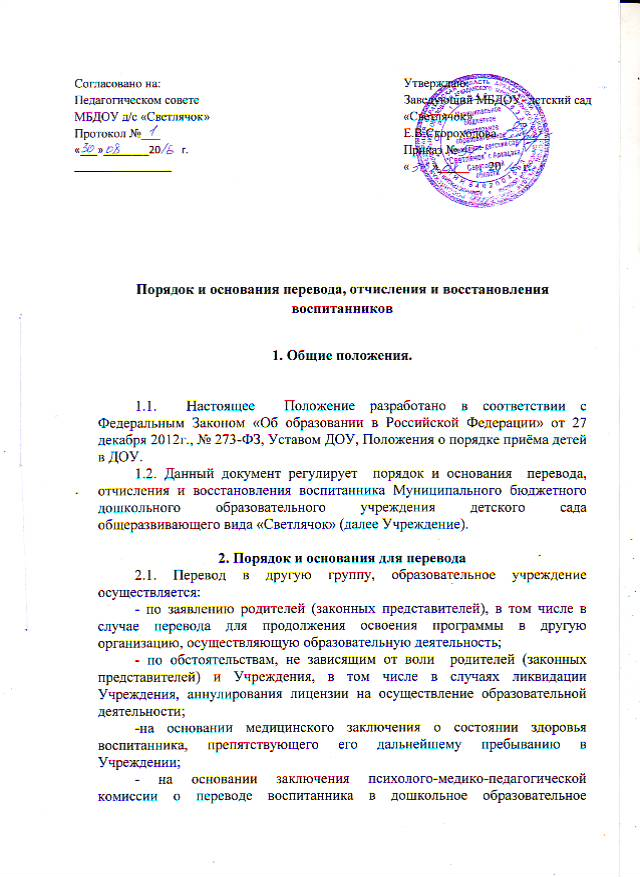 Согласовано на:
Педагогическом совете
МБДОУ д/с «Светлячок»
Протокол № 1
«30» 08 2016 г.
Утверждаю
Заведующий МБДОУ- детский сад
«Светлячок»
Е.В.Скороходова
Приказ №
Порядок и основания перевода, отчисления и восстановления
воспитанников
1. Общие положения.
1.1. Настоящее Положение разработано в соответствии с
Федеральным Законом «Об образовании в Российской Федерации» от 27
декабря 2012г., № 273-ФЗ, Уставом ДОУ, Положения о порядке приёма детей
в ДОУ.
1.2. Данный документ регулирует порядок и основания перевода,
отчисления и восстановления воспитанника Муниципального бюджетного
дошкольного образовательного учреждения детского сада
общеразвивающего вида «Светлячок» (далее Учреждение).
2. Порядок и основания для перевода
2.1. Перевод в другую группу, образовательное учреждение
осуществляется:
- по заявлению родителей (законных представителей), в том числе в
случае перевода для продолжения освоения программы в другую
организацию, осуществляющую образовательную деятельность;
- по обстоятельствам, не зависящим от воли родителей (законных
представителей) и Учреждения, в том числе в случаях ликвидации
Учреждения, аннулирования лицензии на осуществление образовательной
деятельности;
-на основании медицинского заключения о состоянии здоровья
воспитанника, препятствующего его дальнейшему пребыванию в
Учреждении;
- на основании заключения психолого-медико-педагогической
комиссии о переводе воспитанника в дошкольное образовательное